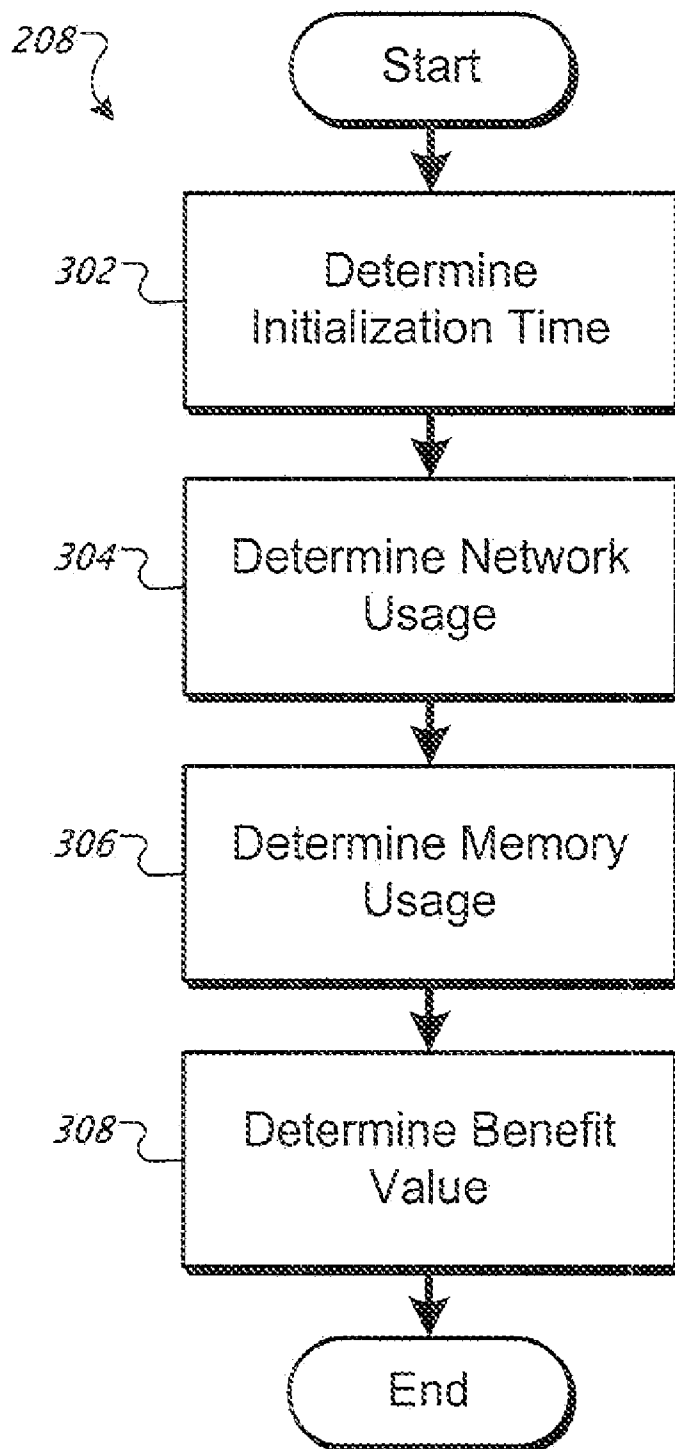 208
Start
302
Determine
Initialization Time
304
Determine Network
Usage
306
Determine Memory
Usage
308
Determine Benefit
Value
End